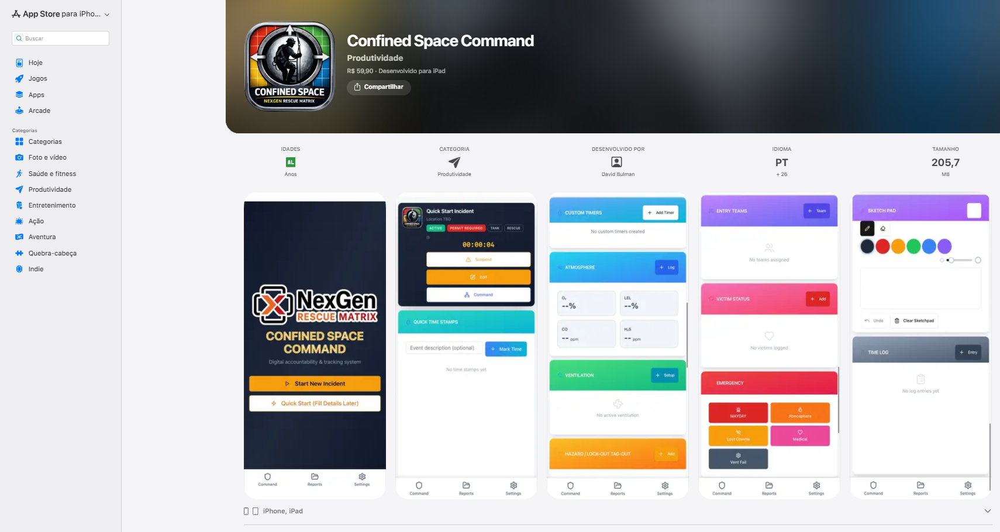 App Store para iPho...
Buscar
Hoje
Jogos
Apps
Arcade
Categorias
Categorias
Foto e vídeo
Saúde e fitness
Produtividade
Entretenimento
Ação
Aventura
Quebra-cabeça
Indie
CONFINED SPACE
NEXGEN RESCUE MATRIX
Confined Space Command
Produtividade
R$ 59,90 · Desenvolvido para iPad
Compartilhar
IDADES
AL
Anos
CATEGORIA
Produtividade
DESENVOLVIDO POR
David Bulman
IDIOMA
PT
+ 26
TAMANHO
205,7
MB
NexGen
RESCUE MATRIX
CONFINED SPACE
COMMAND
Digital accountability & tracking system
Start New Incident
Quick Start (Fill Details Later)
Command Reports Settings
Quick Start Incident
Location TBD
ACTIVE PERMIT REQUIRED TANK RESCUE
00:00:04
Suspend
Edit
Command
QUICK TIME STAMPS
Event description (optional)
+ Mark Time
No time stamps yet
Command Reports Settings
CUSTOM TIMERS
+ Add Timer
No custom timers created
ATMOSPHERE
+ Log
O₂
--%
LEL
--%
CO
-- ppm
H₂S
-- ppm
VENTILATION
+ Setup
No active ventilation
HAZARD / LOCK-OUT TAG-OUT
+ Add
Command Reports Settings
ENTRY TEAMS
+ Team
No teams assigned
VICTIM STATUS
+ Add
No victims logged
EMERGENCY
MAYDAY
Atmosphere
Lost Comms
Medical
Vent Fail
Command Reports Settings
SKETCH PAD
Undo
Clear Sketchpad
TIME LOG
+ Entry
No log entries yet
Command Reports Settings
iPhone, iPad